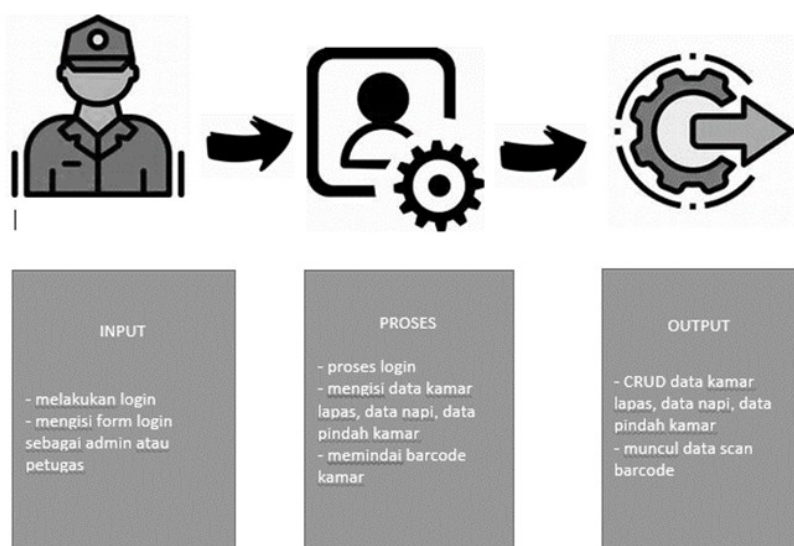 INPUT
- melakukan login
- mengisi form login
sebagai admin atau
petugas
PROSES
- proses login
- mengisi data kamar
lapas, data napi, data
pindah kamar
- memindai barcode
kamar
OUTPUT
- CRUD data kamar
lapas, data napi, data
pindah kamar
- muncul data scan
barcode